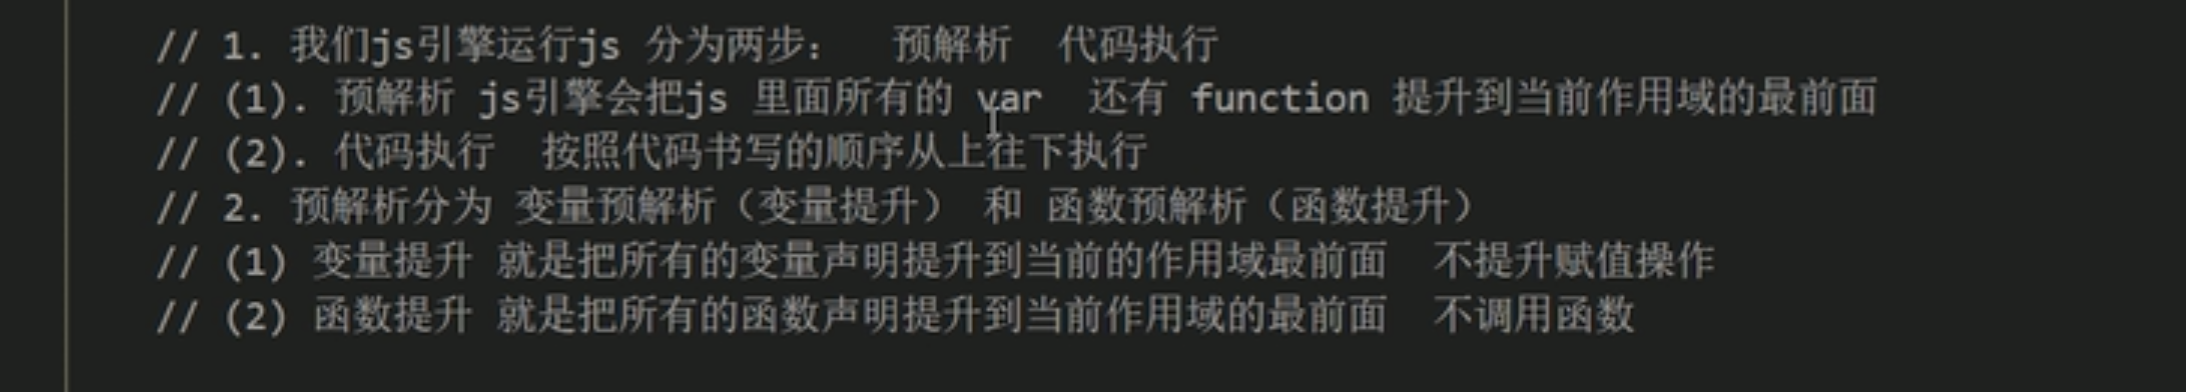 // 1. 我们js引擎运行js 分为两步： 预解析 代码执行
// (1). 预解析 js引擎会把js 里面所有的 var 还有 function 提升到当前作用域的最前面
// (2). 代码执行 按照代码书写的顺序从上往下执行
// 2. 预解析分为 变量预解析（变量提升） 和 函数预解析（函数提升）
// (1) 变量提升 就是把所有的变量声明提升到当前的作用域最前面 不提升赋值操作
// (2) 函数提升 就是把所有的函数声明提升到当前作用域的最前面 不调用函数